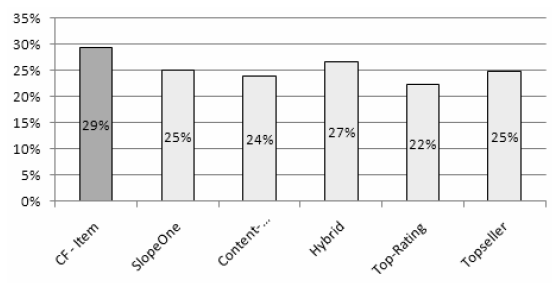 35%
30%
25%
20%
15%
10%
5%
0%
29%
25%
24%
27%
22%
25%
CF - Item
SlopeOne
Content-...
Hybrid
Top-Rating
Topseller